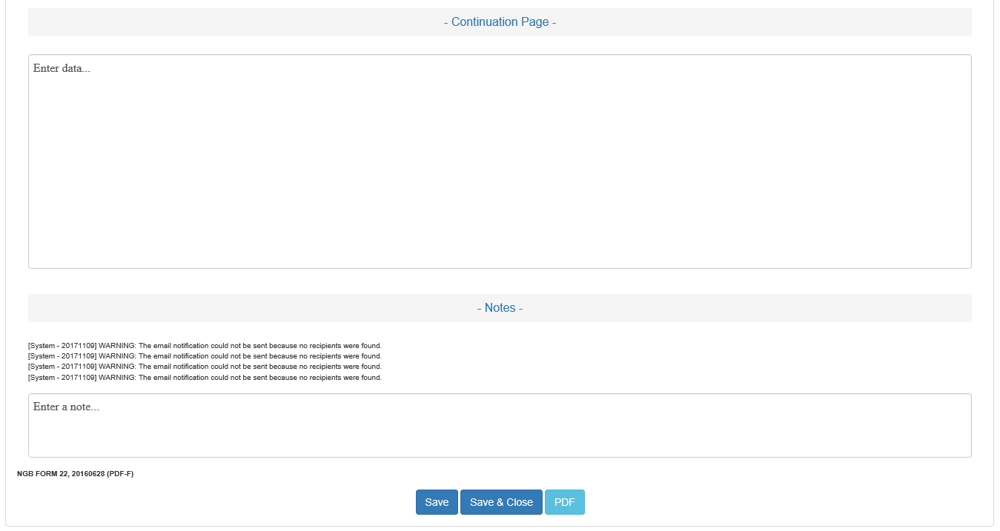 - Continuation Page -
Enter data...
- Notes -
[System - 20171109] WARNING: The email notification could not be sent because no recipients were found.
[System - 20171109] WARNING: The email notification could not be sent because no recipients were found.
[System - 20171109] WARNING: The email notification could not be sent because no recipients were found.
[System - 20171109] WARNING: The email notification could not be sent because no recipients were found.
Enter a note...
NGB FORM 22, 20160628 (PDF-F)
Save Save & Close PDF